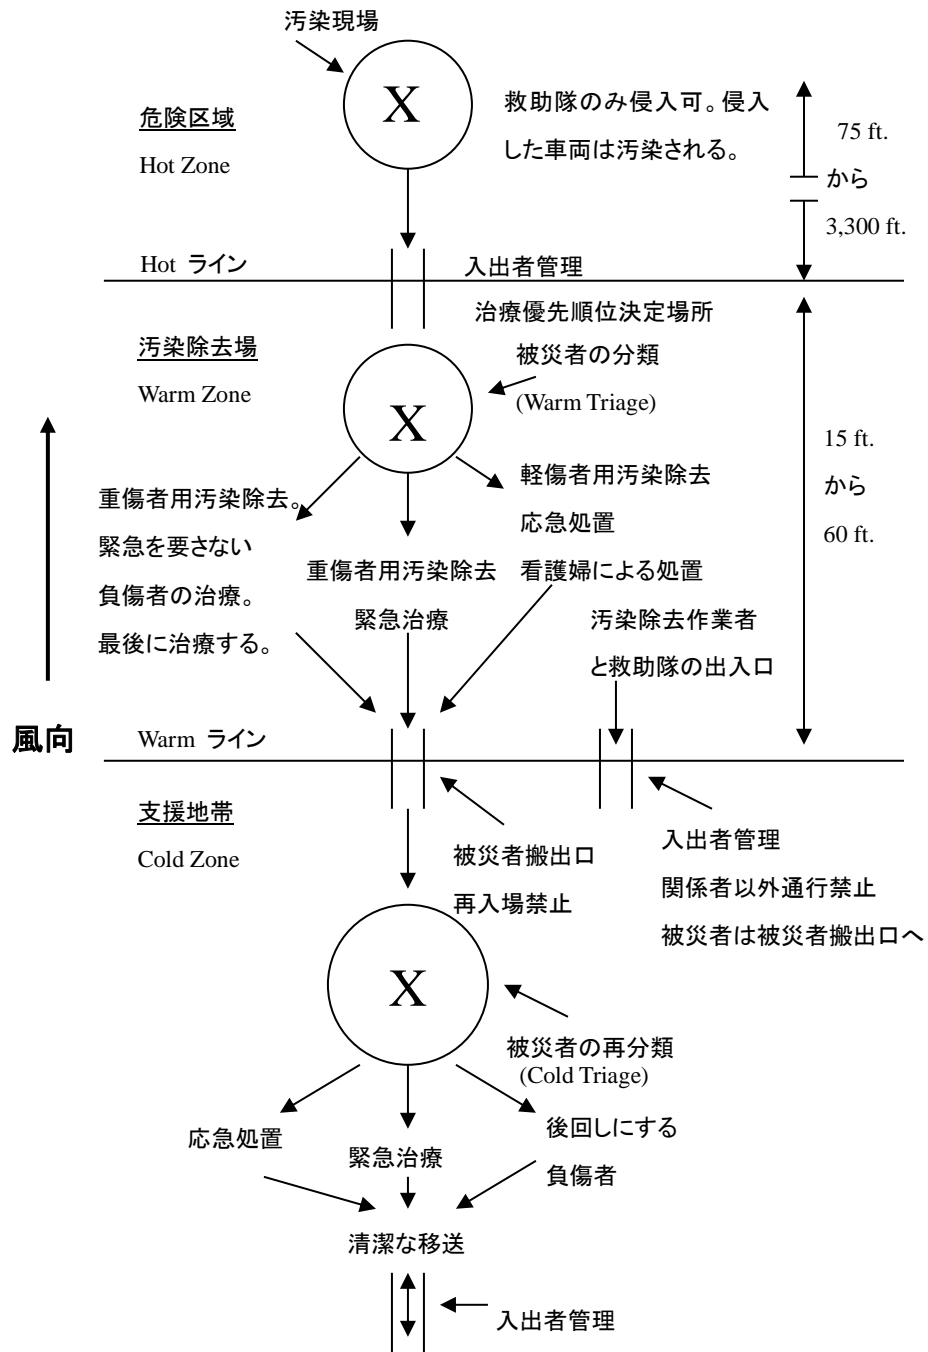 汚染現場
X
危険区域
Hot Zone
救助隊のみ侵入可。侵入
した車両は汚染される。
75 ft.
から
3,300 ft.
Hot ライン
入出者管理
治療優先順位決定場所
汚染除去場
Warm Zone
被災者の分類
(Warm Triage)
X
15 ft.
から
60 ft.
重傷者用汚染除去。
緊急を要さない
負傷者の治療。
最後に治療する。
重傷者用汚染除去
緊急治療
軽傷者用汚染除去
応急処置
看護婦による処置
汚染除去作業者
と救助隊の出入口
風向
Warm ライン
支援地帯
Cold Zone
被災者搬出口
再入場禁止
入出者管理
関係者以外通行禁止
被災者は被災者搬出口へ
X
被災者の再分類
(Cold Triage)
応急処置
緊急治療
後回しにする
負傷者
清潔な移送
入出者管理